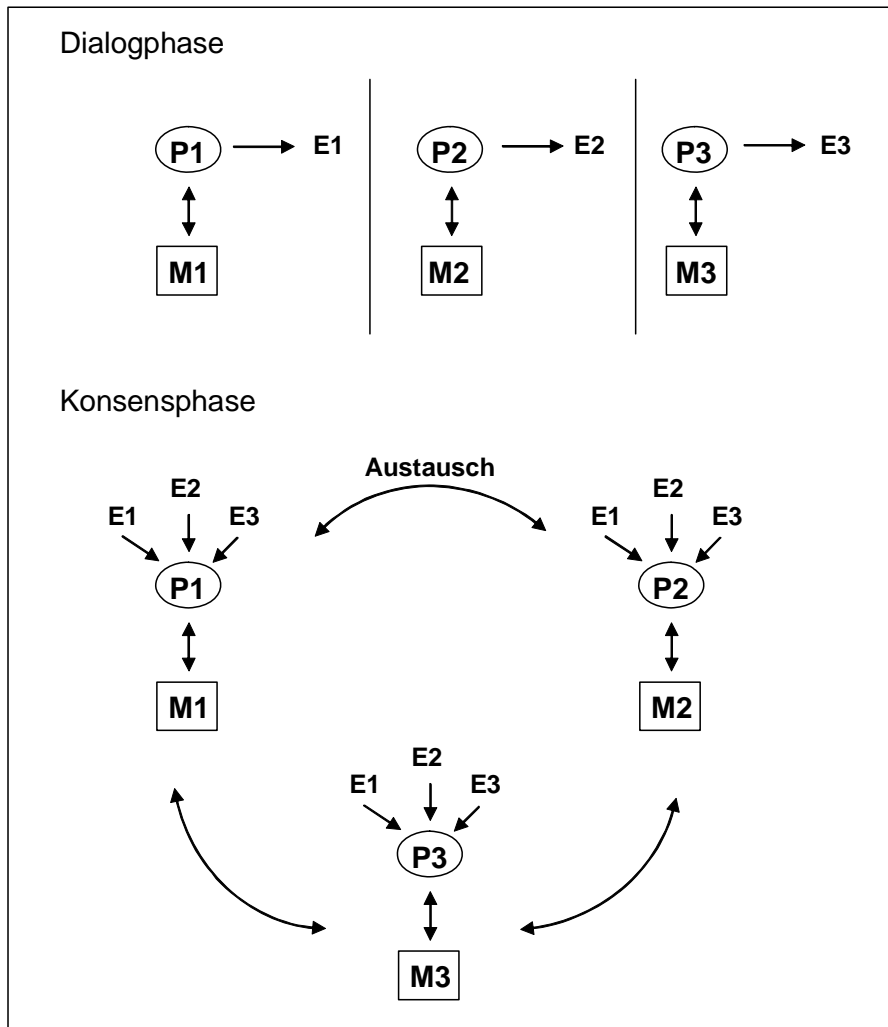 Dialogphase
P1 E1 P2 E2 P3 E3
M1 M2 M3
Konsensphase
Austausch
E2 E2
E1 E3 E1 E3
P1 P2
M1 M2
E2
E1 E3
P3
M3